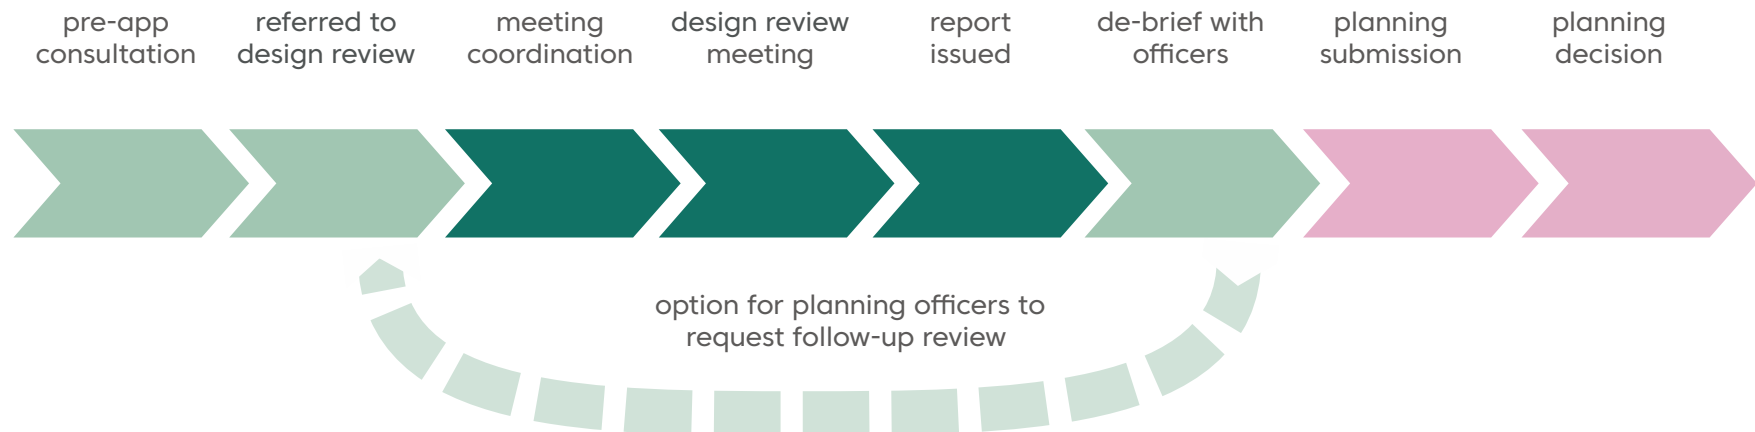 pre-app
consultation
referred to
design review
meeting
coordination
design review
meeting
report
issued
de-brief with
officers
planning
submission
planning
decision
option for planning officers to
request follow-up review